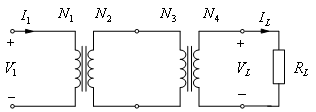 I1 N1 N2 N3 N4 IL
+ +
V1 VL RL
− −